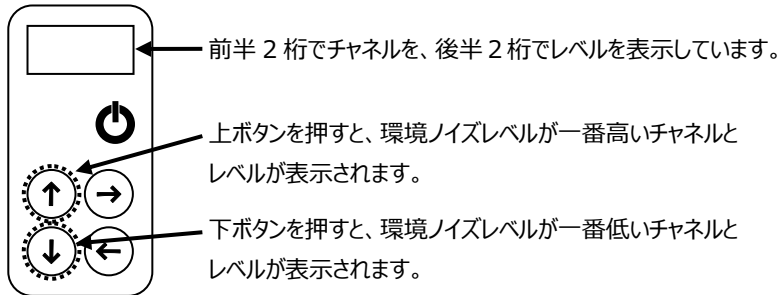 前半 2 桁でチャネルを、後半 2 桁でレベルを表示しています。
上ボタンを押すと、環境ノイズレベルが一番高いチャネルと
レベルが表示されます。
下ボタンを押すと、環境ノイズレベルが一番低いチャネルと
レベルが表示されます。